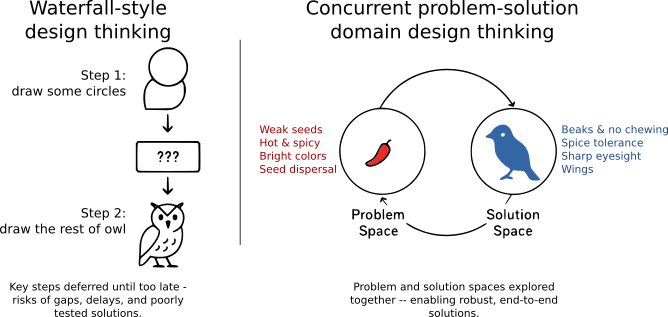 Waterfall-style
design thinking
Step 1:
draw some circles
???
Step 2:
draw the rest of owl
Key steps deferred until too late -
risks of gaps, delays, and poorly
tested solutions.
Concurrent problem-solution
domain design thinking
Weak seeds
Hot & spicy
Bright colors
Seed dispersal
Beaks & no chewing
Spice tolerance
Sharp eyesight
Wings
Problem
Space
Solution
Space
Problem and solution spaces explored
together -- enabling robust, end-to-end
solutions.